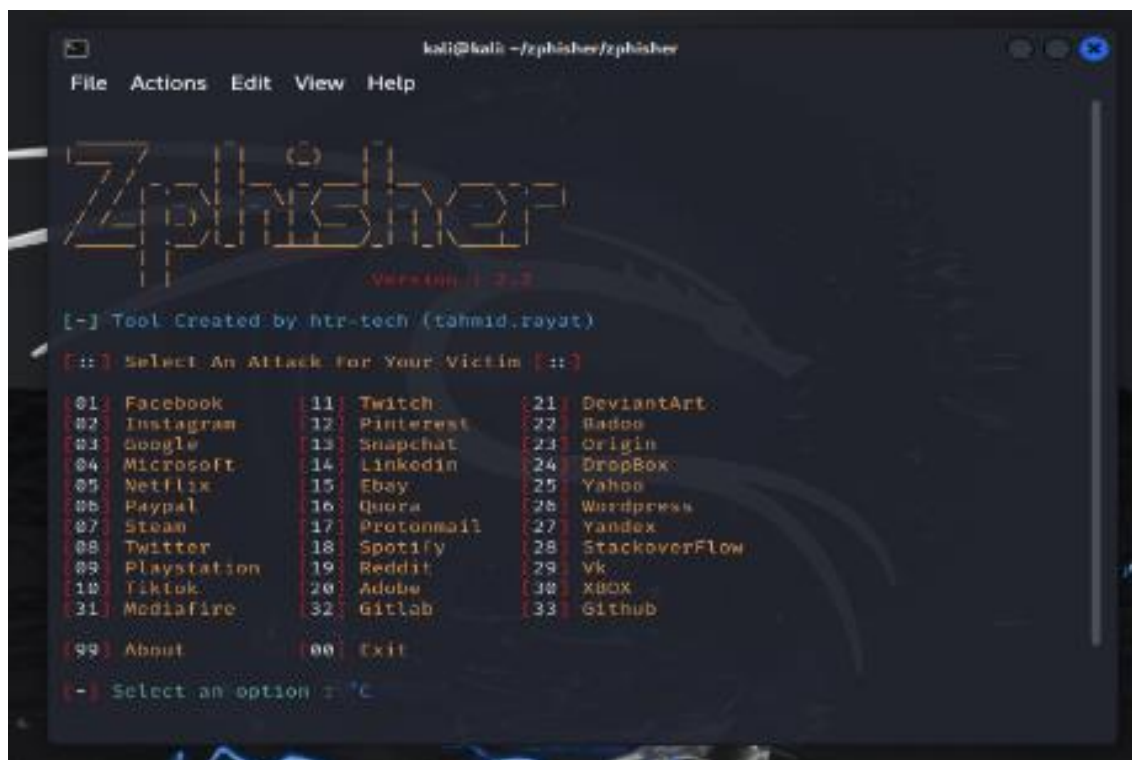 kali@kali: ~/zphisher/zphisher
File Actions Edit View Help
Zphisher
Version : 2.2
[-] Tool Created by htr-tech (tahmid.rayat)
[::] Select An Attack For Your Victim [::]
[01] Facebook [11] Twitch [21] DeviantArt
[02] Instagram [12] Pinterest [22] Badoo
[03] Google [13] Snapchat [23] Origin
[04] Microsoft [14] Linkedin [24] DropBox
[05] Netflix [15] Ebay [25] Yahoo
[06] Paypal [16] Quora [26] Wordpress
[07] Steam [17] Protonmail [27] Yandex
[08] Twitter [18] Spotify [28] StackoverFlow
[09] Playstation [19] Reddit [29] Vk
[10] Tiktok [20] Adobe [30] XBOX
[31] Mediafire [32] Gitlab [33] Github
[99] About [00] Exit
[-] Select an option : ^C